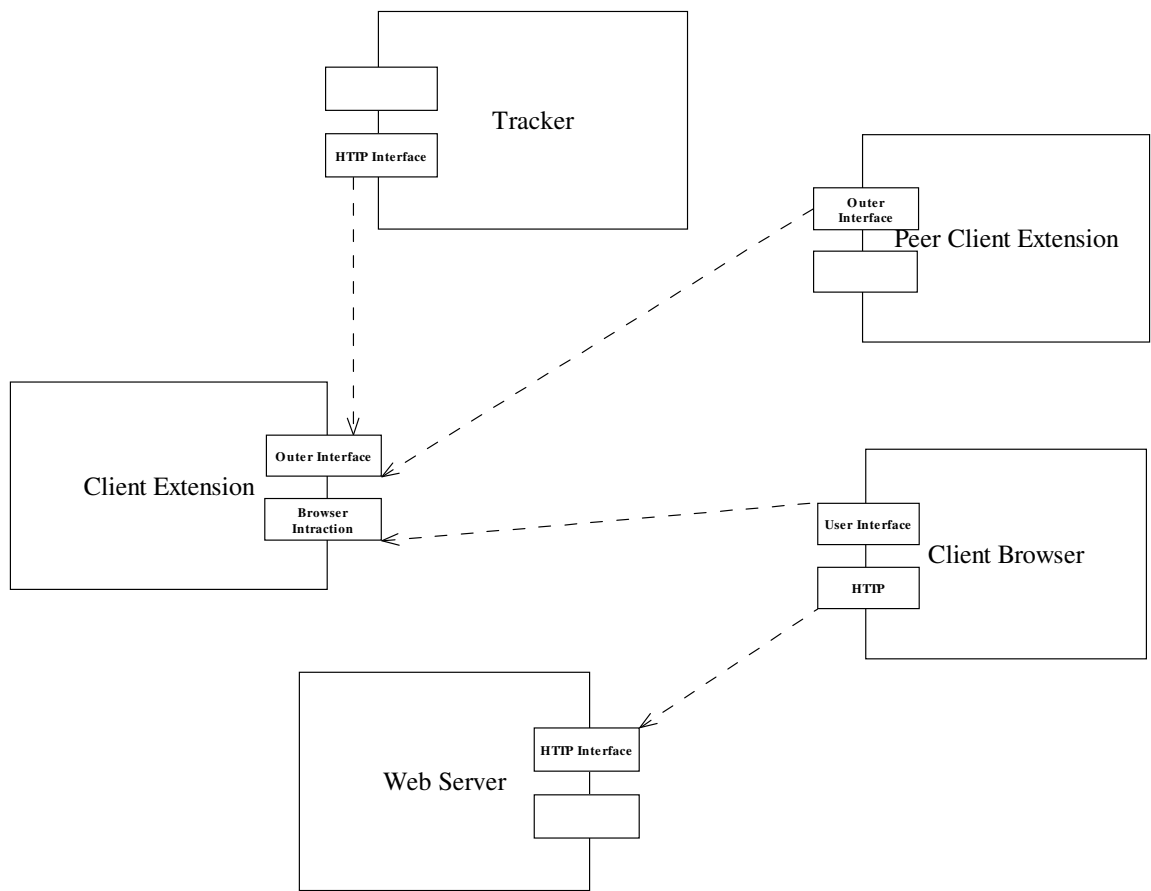 Tracker
HTTP Interface
Outer
Interface
Peer Client Extension
Outer Interface
Client Extension
Browser
Intraction
User Interface
Client Browser
HTTP
HTTP Interface
Web Server